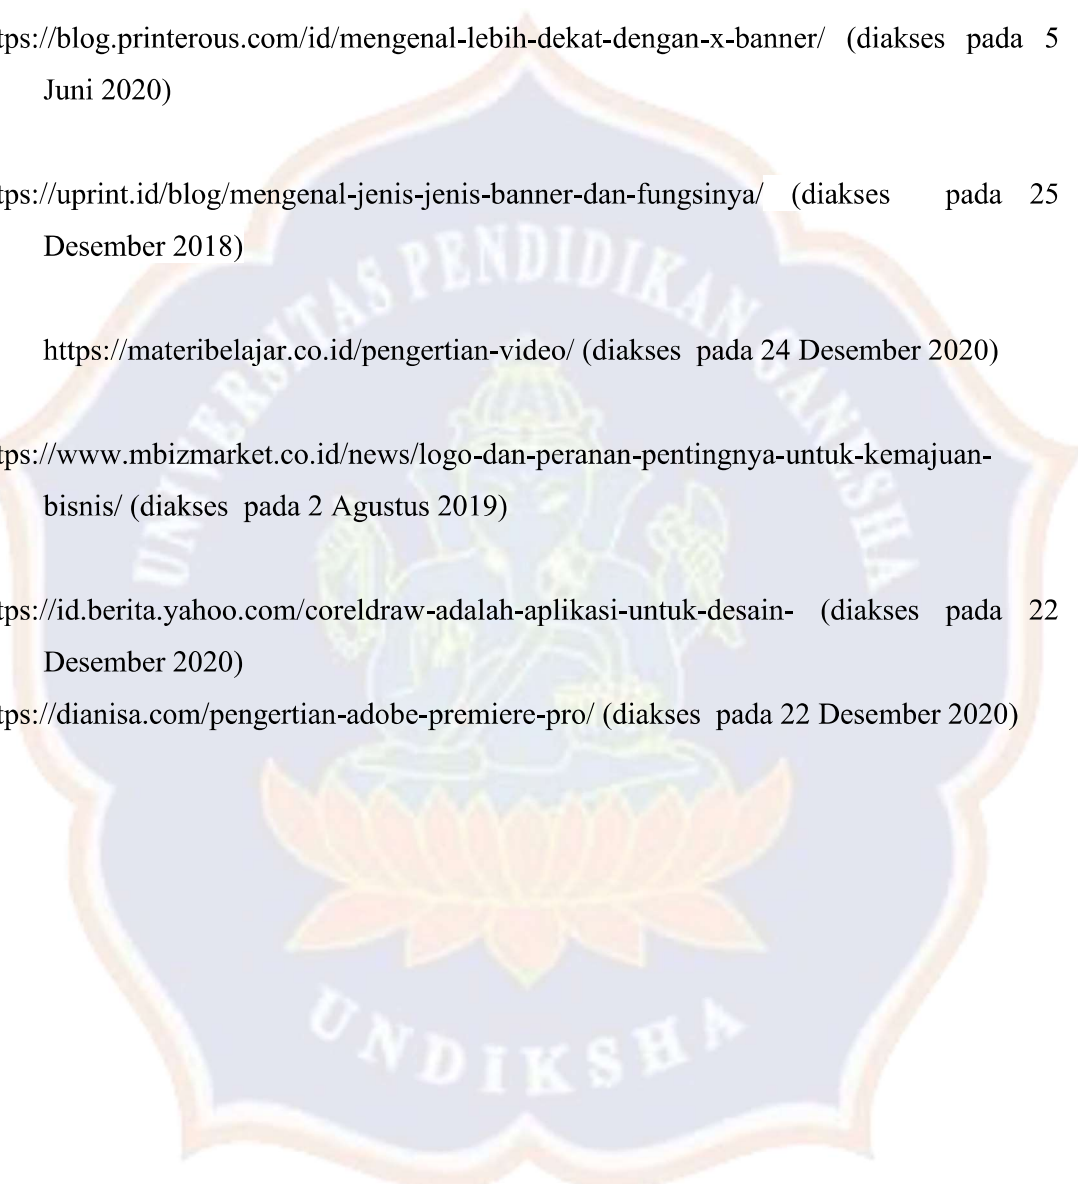 tps://blog.printerous.com/id/mengenal-lebih-dekat-dengan-x-banner/ (diakses pada 5
Juni 2020)
tps://uprint.id/blog/mengenal-jenis-jenis-banner-dan-fungsinya/ (diakses pada 25
Desember 2018)
https://materibelajar.co.id/pengertian-video/ (diakses pada 24 Desember 2020)
tps://www.mbizmarket.co.id/news/logo-dan-peranan-pentingnya-untuk-kemajuan-
bisnis/ (diakses pada 2 Agustus 2019)
tps://id.berita.yahoo.com/coreldraw-adalah-aplikasi-untuk-desain- (diakses pada 22
Desember 2020)
tps://dianisa.com/pengertian-adobe-premiere-pro/ (diakses pada 22 Desember 2020)
UNIVERSITAS PENDIDIKAN GANESHA
UNDIKSHA